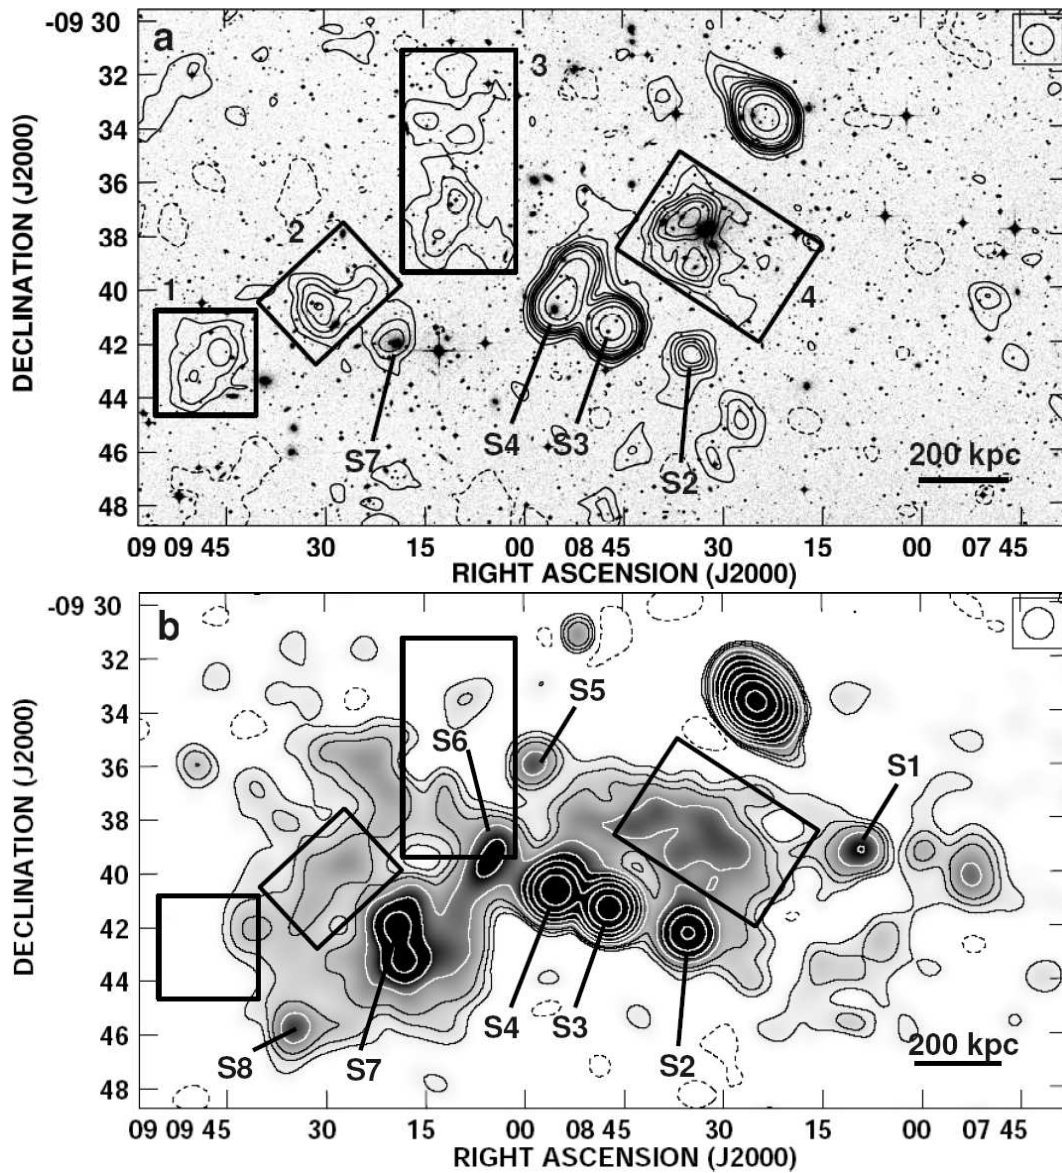 -09 30
a
3
32
34
36
2
38
40
1
4
42
44
S4
S3
S7
S2
46
200 kpc
48
DECLINATION (J2000)
09 09 45
30
15
00
08 45
30
15
00
07 45
RIGHT ASCENSION (J2000)
-09 30
b
32
S5
34
S6
36
S1
38
40
42
44
S4
S3
46
S8
S7
S2
200 kpc
48
DECLINATION (J2000)
09 09 45
30
15
00
08 45
30
15
00
07 45
RIGHT ASCENSION (J2000)